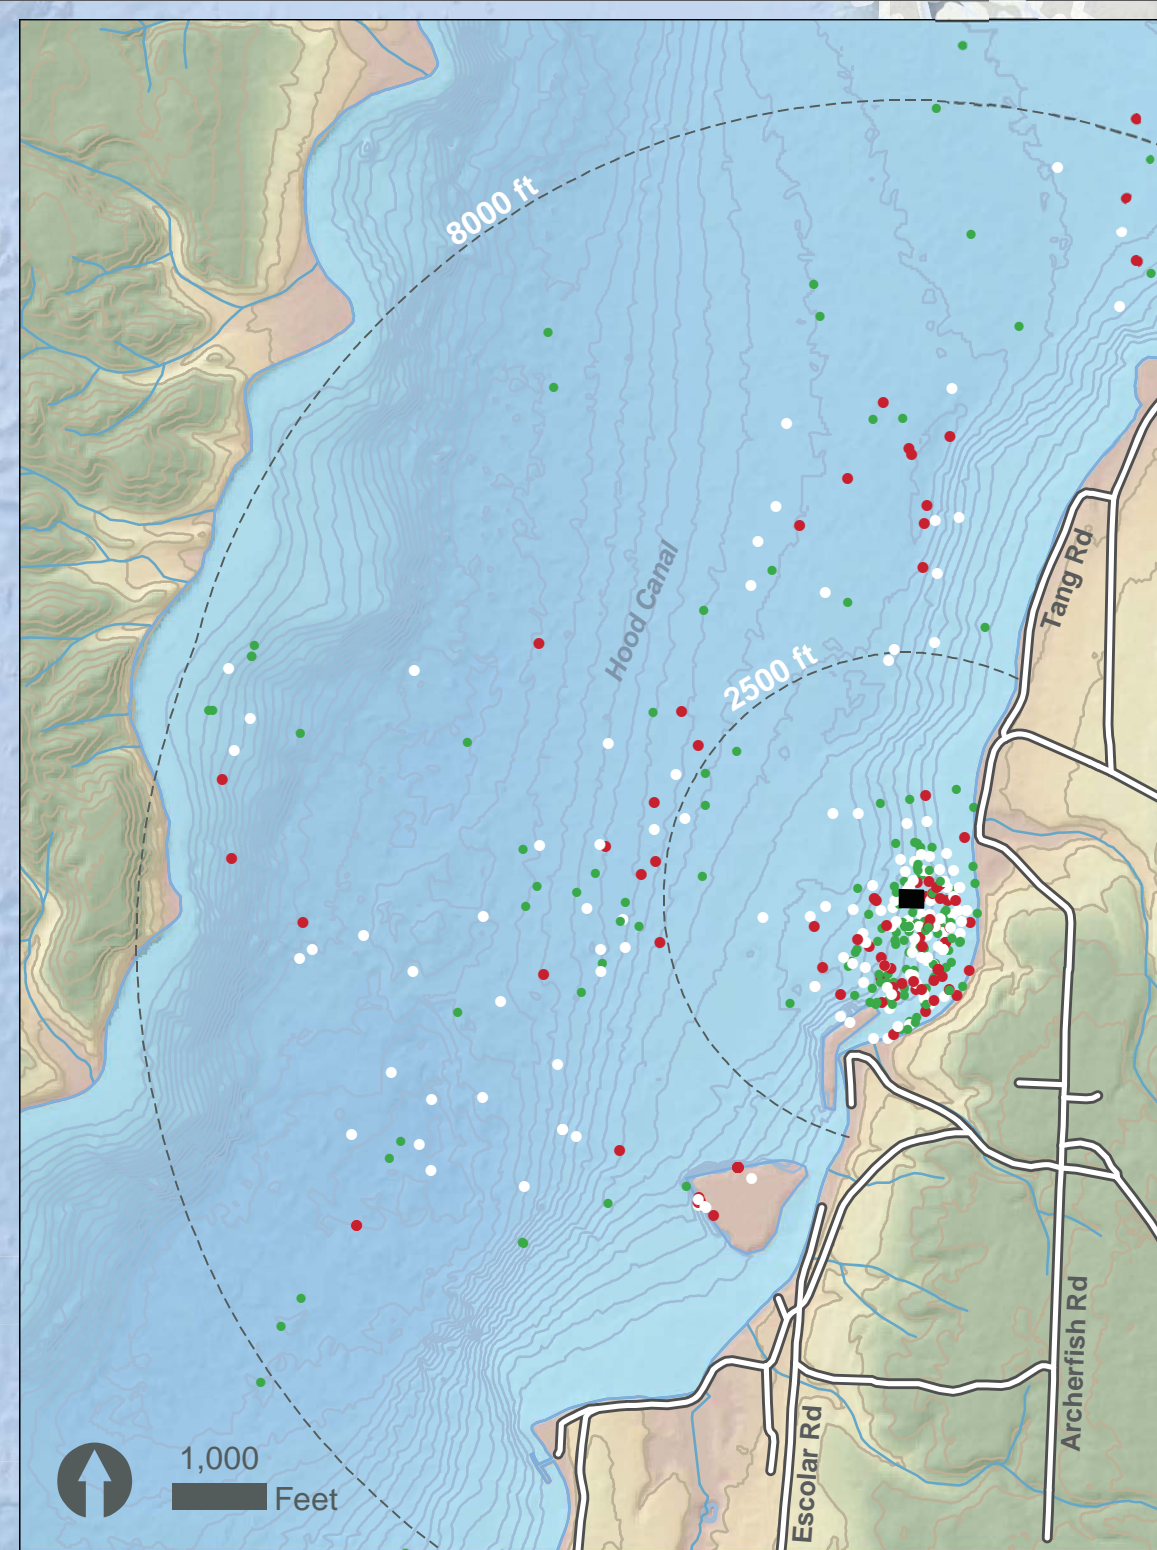 8000 ft
Hood Canal
Tang Rd
2500 ft
Archerfish Rd
Escolar Rd
1,000
Feet